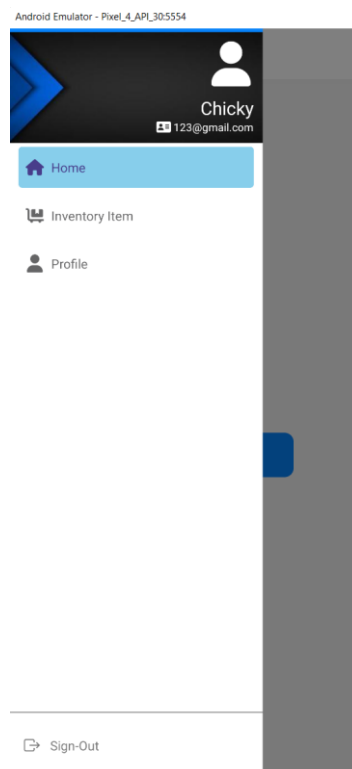 Android Emulator - Pixel_4_API_30:5554
Chicky
123@gmail.com
Home
Inventory Item
Profile
Sign-Out